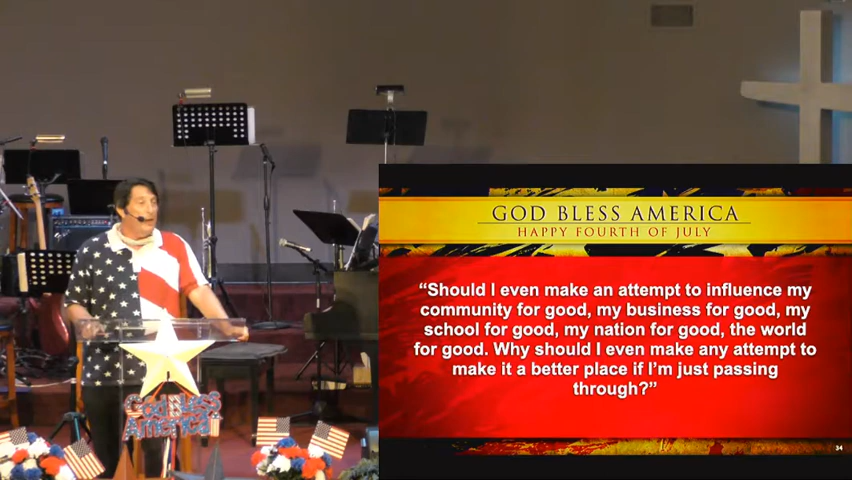 GOD BLESS AMERICA
HAPPY FOURTH OF JULY
“Should I even make an attempt to influence my
community for good, my business for good, my
school for good, my nation for good, the world
for good. Why should I even make any attempt to
make it a better place if I’m just passing
through?”
34
God Bless
America